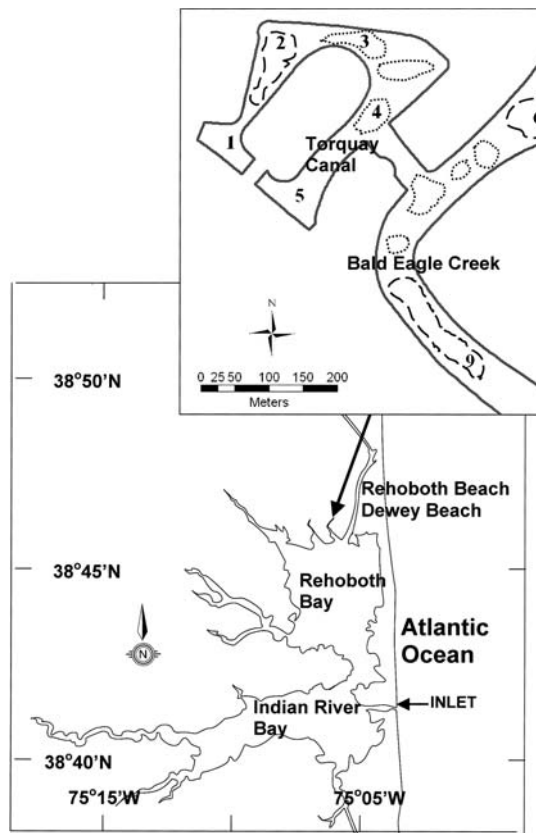 2
3
4
1
Torquay
Canal
5
Bald Eagle Creek
9
N
0 25 50 100 150 200
Meters
38°50'N
Rehoboth Beach
Dewey Beach
38°45'N
Rehoboth
Bay
Atlantic
Ocean
N
INLET
Indian River
Bay
38°40'N
75°15'W
75°05'W